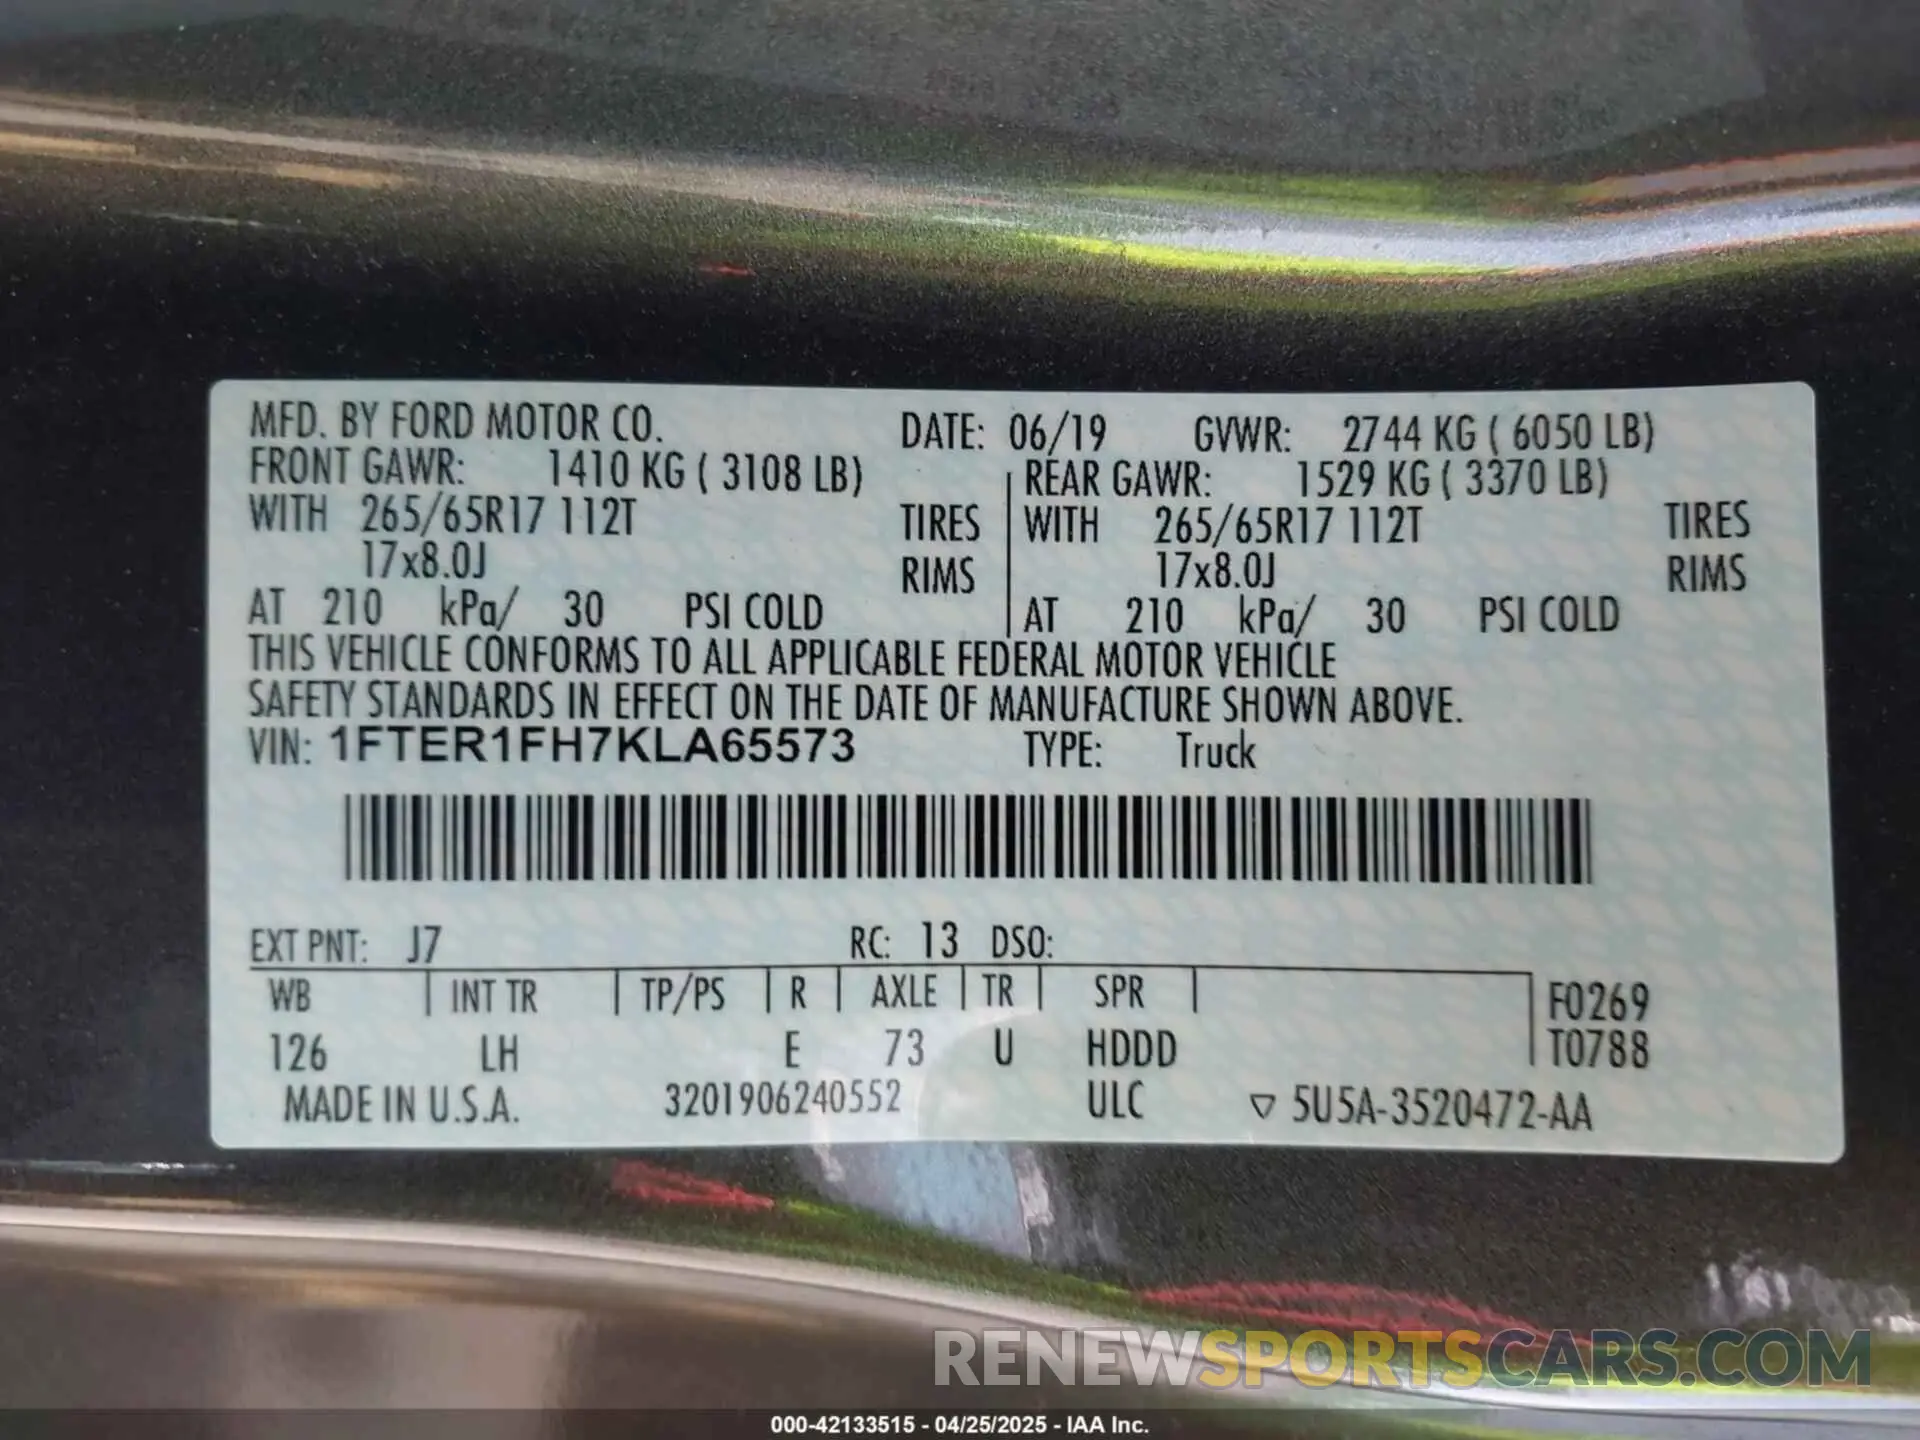 MFD. BY FORD MOTOR CO. DATE: 06/19 GVWR: 2744 KG ( 6050 LB)
FRONT GAWR: 1410 KG ( 3108 LB) REAR GAWR: 1529 KG ( 3370 LB)
WITH 265/65R17 112T TIRES WITH 265/65R17 112T TIRES
17x8.0J RIMS 17x8.0J RIMS
AT 210 kPa/ 30 PSI COLD AT 210 kPa/ 30 PSI COLD
THIS VEHICLE CONFORMS TO ALL APPLICABLE FEDERAL MOTOR VEHICLE
SAFETY STANDARDS IN EFFECT ON THE DATE OF MANUFACTURE SHOWN ABOVE.
VIN: 1FTER1FH7KLA65573 TYPE: Truck
EXT PNT: J7 RC: 13 DSO:
WB INT TR TP/PS R AXLE TR SPR F0269
126 LH E 73 U HDDD T0788
MADE IN U.S.A. 3201906240552 ULC ▽ 5U5A-3520472-AA
RENEWSPORTSCARS.COM
000-42133515 - 04/25/2025 - IAA Inc.